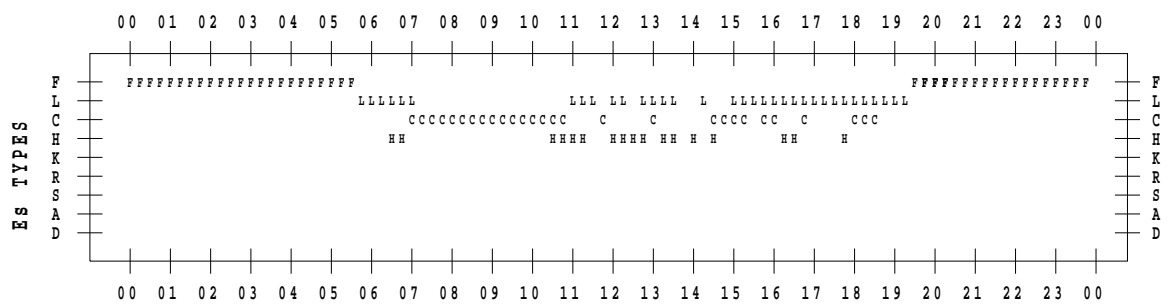 00 01 02 03 04 05 06 07 08 09 10 11 12 13 14 15 16 17 18 19 20 21 22 23 00
Es TYPES
F FFFFFFFFFFFFFFFFFFFFFFF FFFFFFFFFFFFFFFFFF F
L LLLLLL LLL LL LLLL L LLLLLLLLLLLLLLLLLL L
C CCCCCCCCCCCCCCCC C C CCCC CC C CCC C
H HH HHHH HHHH HH H H HH H H
K K
R R
S S
A A
D D
00 01 02 03 04 05 06 07 08 09 10 11 12 13 14 15 16 17 18 19 20 21 22 23 00